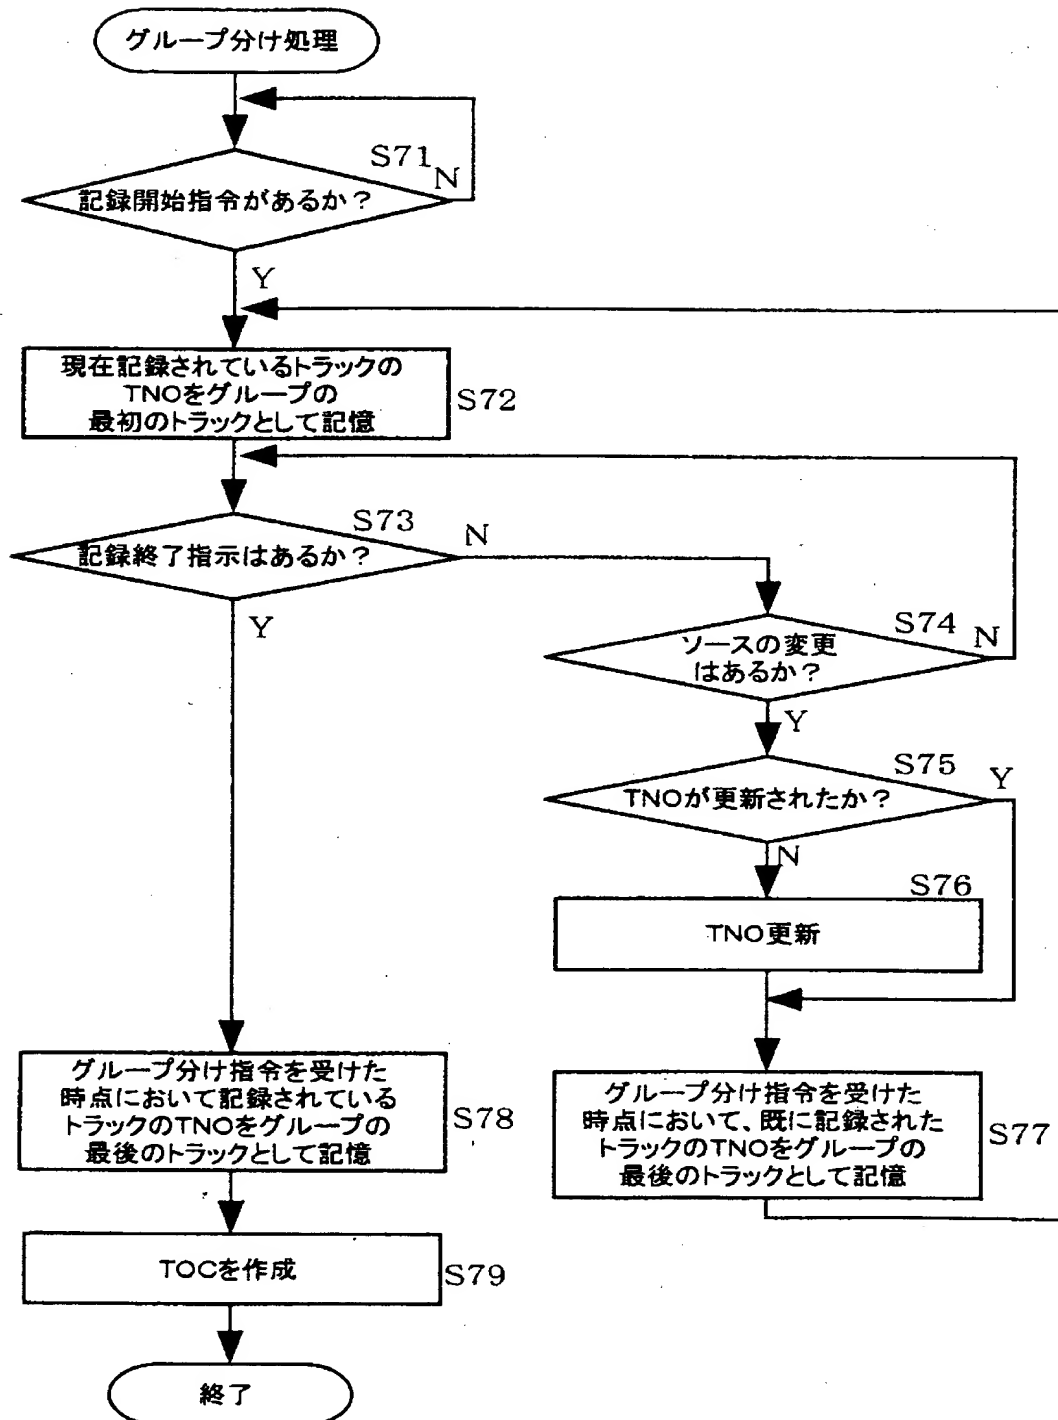 グループ分け処理
S71
N
記録開始指令があるか？
Y
現在記録されているトラックの
TNOをグループの
最初のトラックとして記憶
S72
S73
N
記録終了指示はあるか？
Y
S74
N
ソースの変更
はあるか？
Y
S75
Y
TNOが更新されたか？
N
S76
TNO更新
グループ分け指令を受けた
時点において記録されている
トラックのTNOをグループの
最後のトラックとして記憶
S78
グループ分け指令を受けた
時点において、既に記録された
トラックのTNOをグループの
最後のトラックとして記憶
S77
TOCを作成
S79
終了